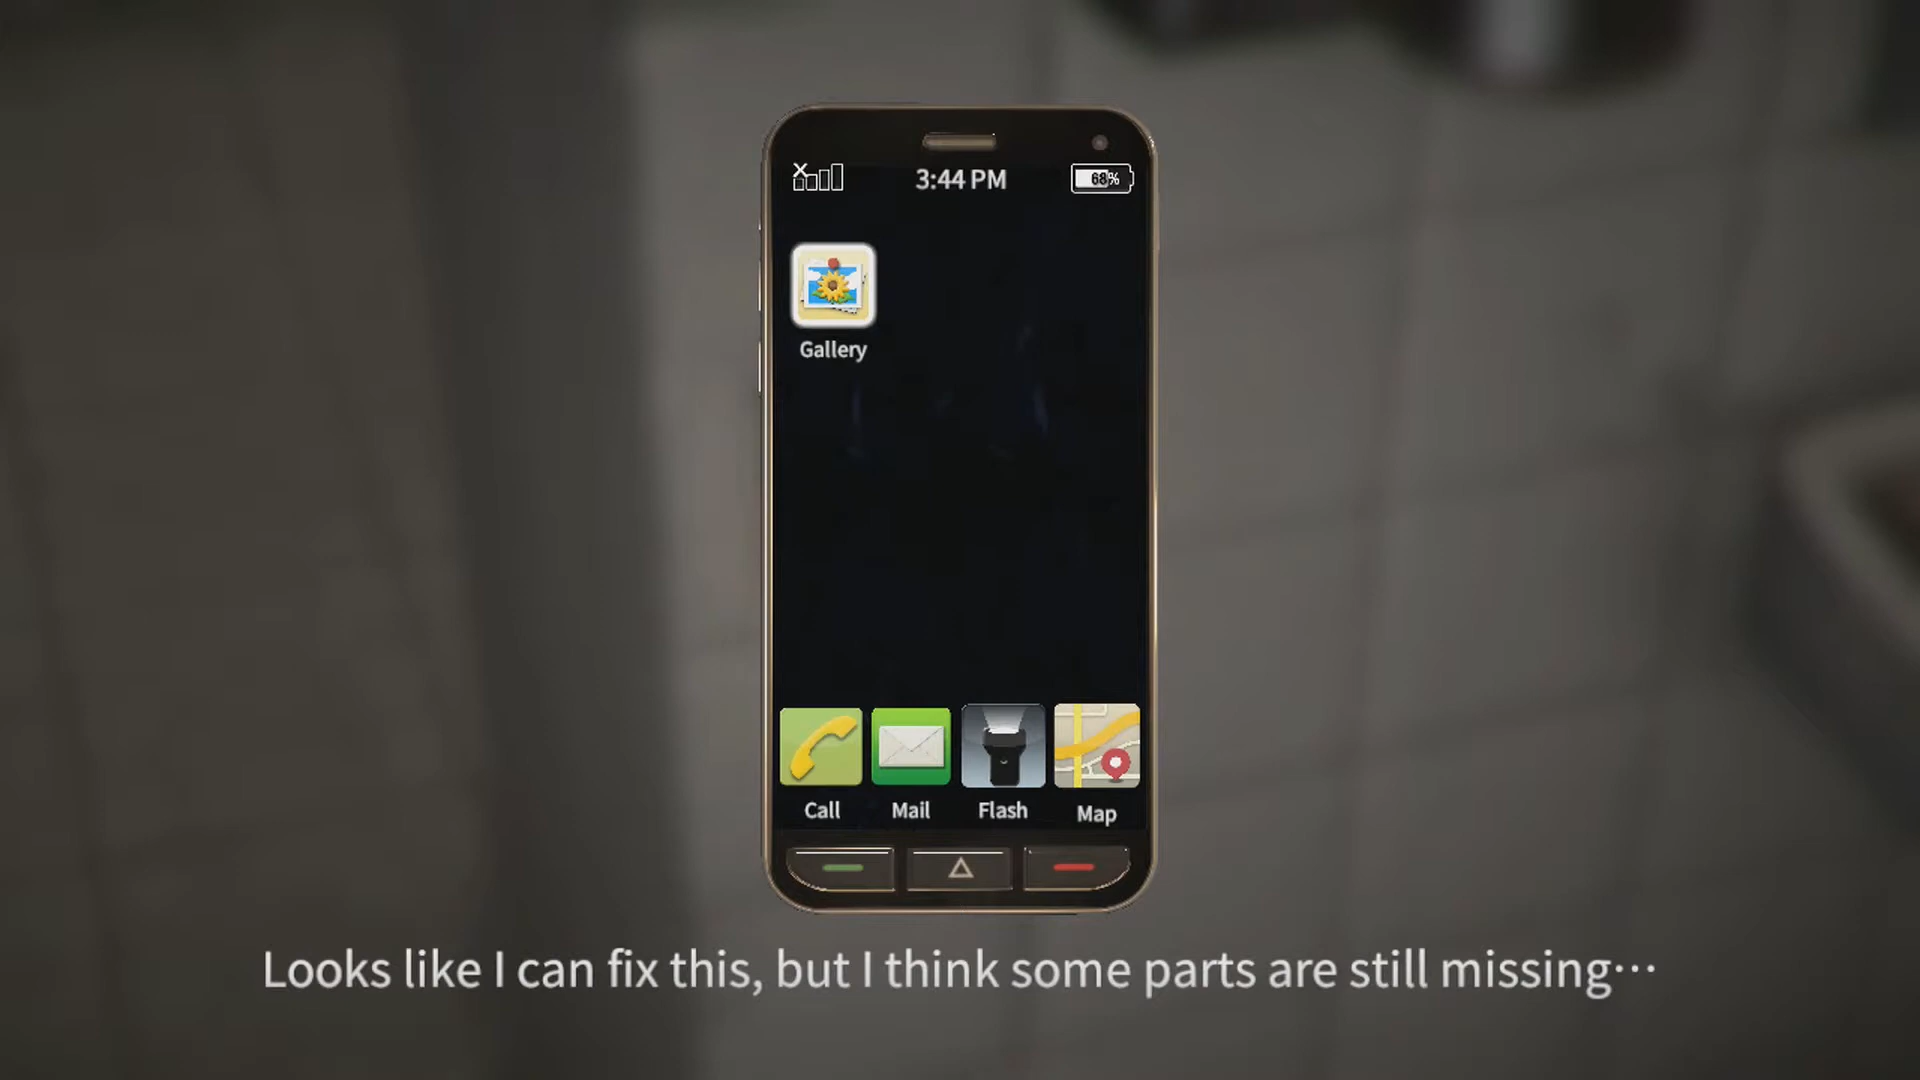 3:44 PM
68%
Gallery
Call
Mail
Flash
Map
Looks like I can fix this, but I think some parts are still missing…